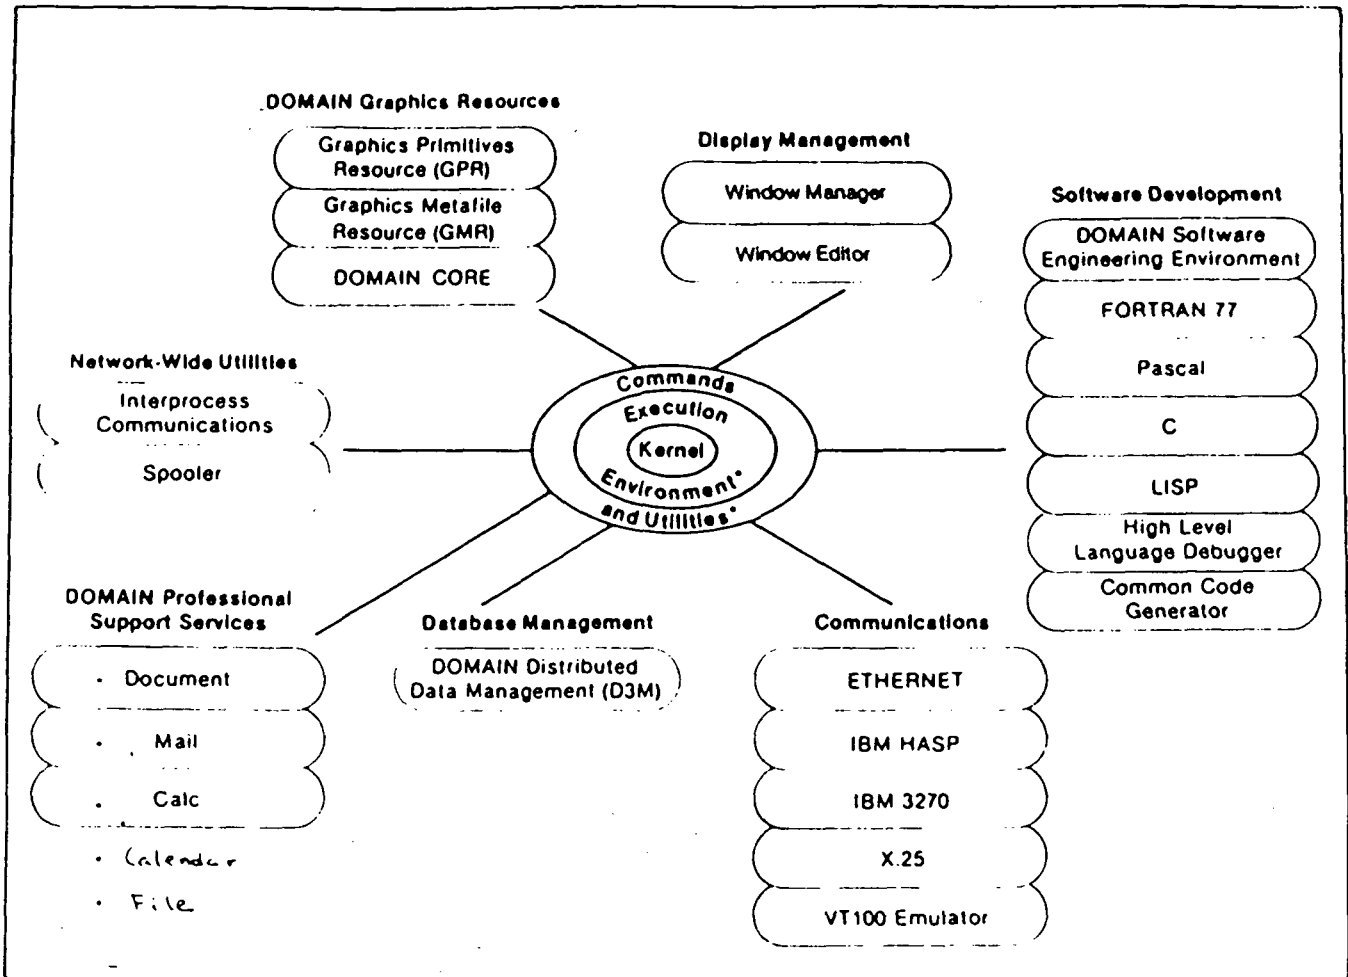 DOMAIN Graphics Resources
Graphics Primitives
Resource (GPR)
Graphics Metafile
Resource (GMR)
DOMAIN CORE
Display Management
Window Manager
Window Editor
Software Development
DOMAIN Software
Engineering Environment
FORTRAN 77
Pascal
C
LISP
High Level
Language Debugger
Common Code
Generator
Network-Wide Utilities
Interprocess
Communications
Spooler
Commands
Execution
Kernel
Environment*
and Utilities*
DOMAIN Professional
Support Services
· Document
· Mail
· Calc
· Calendar
· File
Database Management
DOMAIN Distributed
Data Management (D3M)
Communications
ETHERNET
IBM HASP
IBM 3270
X.25
VT100 Emulator